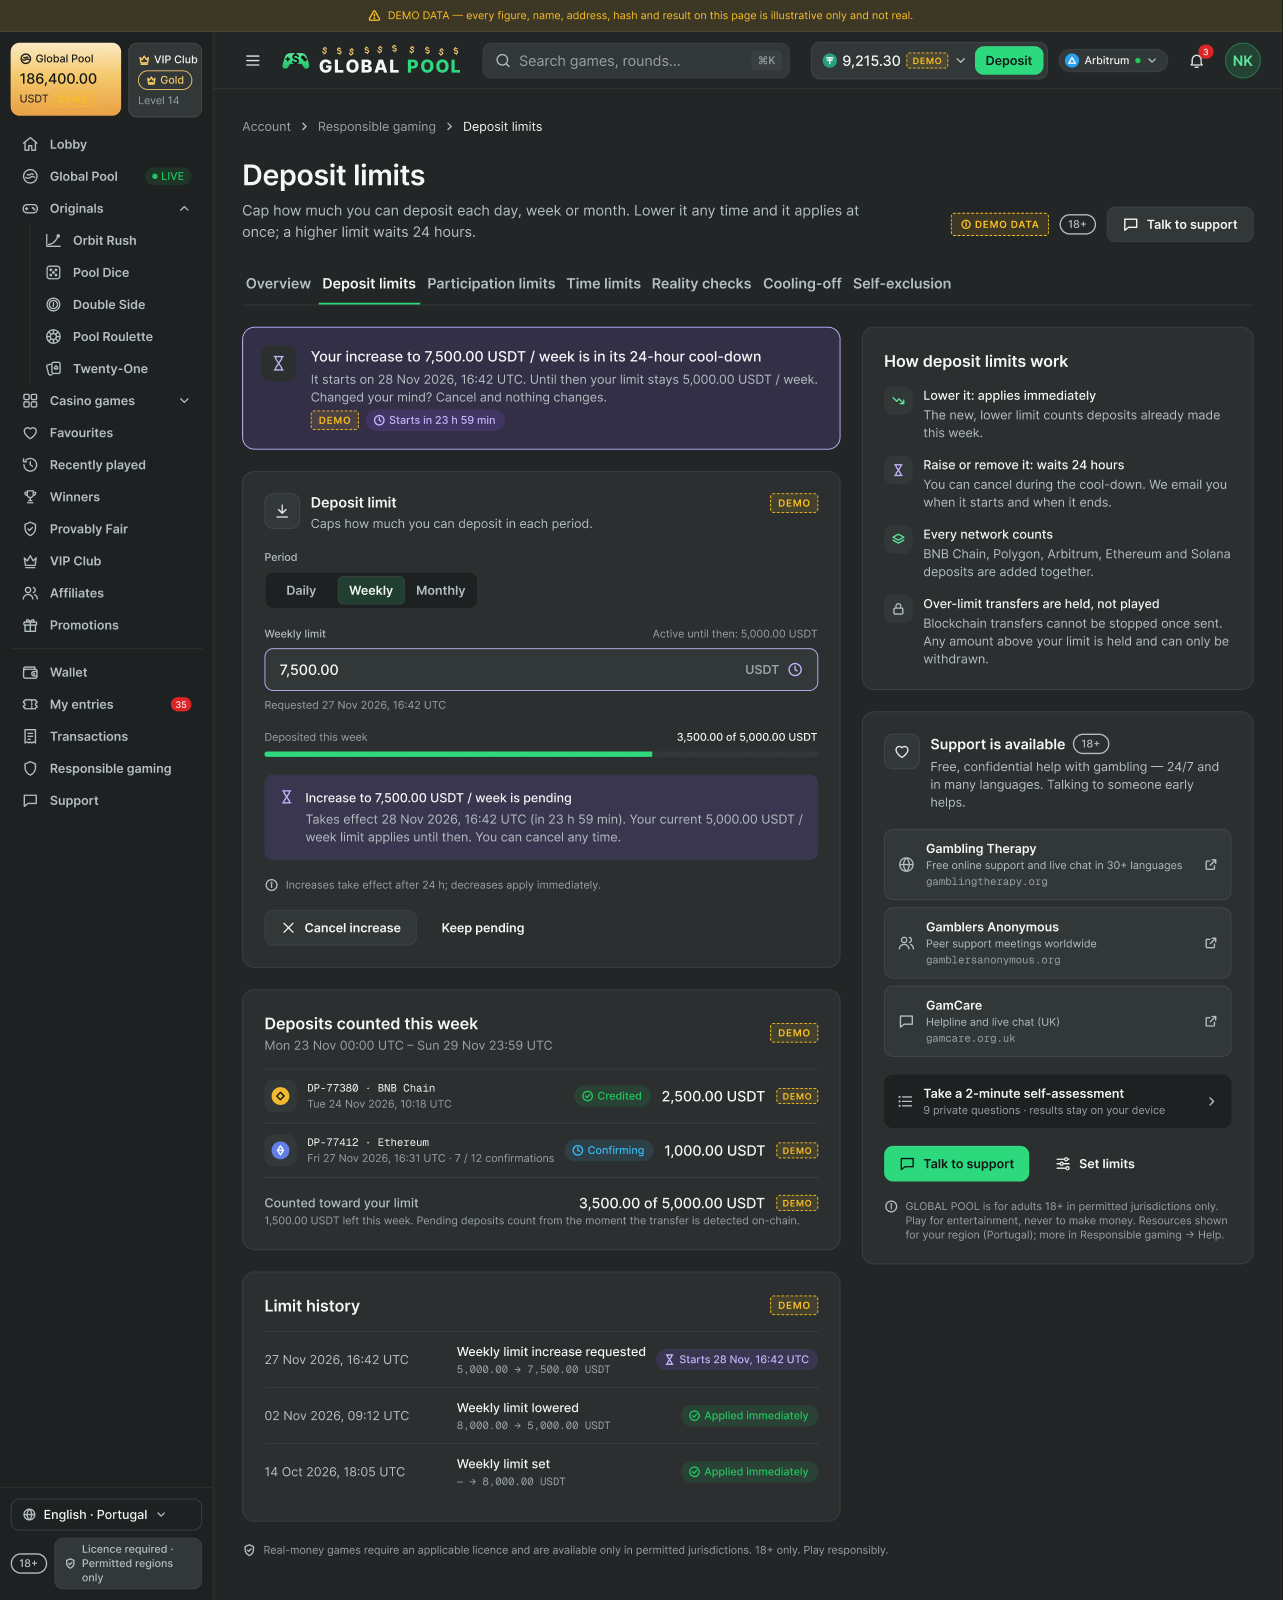 DEMO DATA — every figure, name, address, hash and result on this page is illustrative only and not real.
Global Pool
186,400.00
USDT DEMO
VIP Club
Gold
Level 14
GLOBAL POOL
Search games, rounds...
⌘K
9,215.30 DEMO
Deposit
Arbitrum
3
NK
Lobby
Global Pool
LIVE
Originals
Orbit Rush
Pool Dice
Double Side
Pool Roulette
Twenty-One
Casino games
Favourites
Recently played
Winners
Provably Fair
VIP Club
Affiliates
Promotions
Wallet
My entries
35
Transactions
Responsible gaming
Support
English · Portugal
18+
Licence required ·
Permitted regions
only
Account > Responsible gaming > Deposit limits
Deposit limits
Cap how much you can deposit each day, week or month. Lower it any time and it applies at
once; a higher limit waits 24 hours.
DEMO DATA
18+
Talk to support
Overview Deposit limits Participation limits Time limits Reality checks Cooling-off Self-exclusion
Your increase to 7,500.00 USDT / week is in its 24-hour cool-down
It starts on 28 Nov 2026, 16:42 UTC. Until then your limit stays 5,000.00 USDT / week.
Changed your mind? Cancel and nothing changes.
DEMO
Starts in 23 h 59 min
Deposit limit
Caps how much you can deposit in each period.
DEMO
Period
Daily Weekly Monthly
Weekly limit
Active until then: 5,000.00 USDT
7,500.00
USDT
Requested 27 Nov 2026, 16:42 UTC
Deposited this week
3,500.00 of 5,000.00 USDT
Increase to 7,500.00 USDT / week is pending
Takes effect 28 Nov 2026, 16:42 UTC (in 23 h 59 min). Your current 5,000.00 USDT /
week limit applies until then. You can cancel any time.
Increases take effect after 24 h; decreases apply immediately.
Cancel increase
Keep pending
Deposits counted this week
Mon 23 Nov 00:00 UTC – Sun 29 Nov 23:59 UTC
DEMO
DP-77380 · BNB Chain
Tue 24 Nov 2026, 10:18 UTC
Credited
2,500.00 USDT
DEMO
DP-77412 · Ethereum
Fri 27 Nov 2026, 16:31 UTC · 7 / 12 confirmations
Confirming
1,000.00 USDT
DEMO
Counted toward your limit
3,500.00 of 5,000.00 USDT
DEMO
1,500.00 USDT left this week. Pending deposits count from the moment the transfer is detected on-chain.
Limit history
DEMO
27 Nov 2026, 16:42 UTC
Weekly limit increase requested
5,000.00 → 7,500.00 USDT
Starts 28 Nov, 16:42 UTC
02 Nov 2026, 09:12 UTC
Weekly limit lowered
8,000.00 → 5,000.00 USDT
Applied immediately
14 Oct 2026, 18:05 UTC
Weekly limit set
— → 8,000.00 USDT
Applied immediately
How deposit limits work
Lower it: applies immediately
The new, lower limit counts deposits already made
this week.
Raise or remove it: waits 24 hours
You can cancel during the cool-down. We email you
when it starts and when it ends.
Every network counts
BNB Chain, Polygon, Arbitrum, Ethereum and Solana
deposits are added together.
Over-limit transfers are held, not played
Blockchain transfers cannot be stopped once sent.
Any amount above your limit is held and can only be
withdrawn.
Support is available
18+
Free, confidential help with gambling — 24/7 and
in many languages. Talking to someone early
helps.
Gambling Therapy
Free online support and live chat in 30+ languages
gamblingtherapy.org
Gamblers Anonymous
Peer support meetings worldwide
gamblersanonymous.org
GamCare
Helpline and live chat (UK)
gamcare.org.uk
Take a 2-minute self-assessment
9 private questions · results stay on your device
Talk to support
Set limits
GLOBAL POOL is for adults 18+ in permitted jurisdictions only.
Play for entertainment, never to make money. Resources shown
for your region (Portugal); more in Responsible gaming → Help.
Real-money games require an applicable licence and are available only in permitted jurisdictions. 18+ only. Play responsibly.